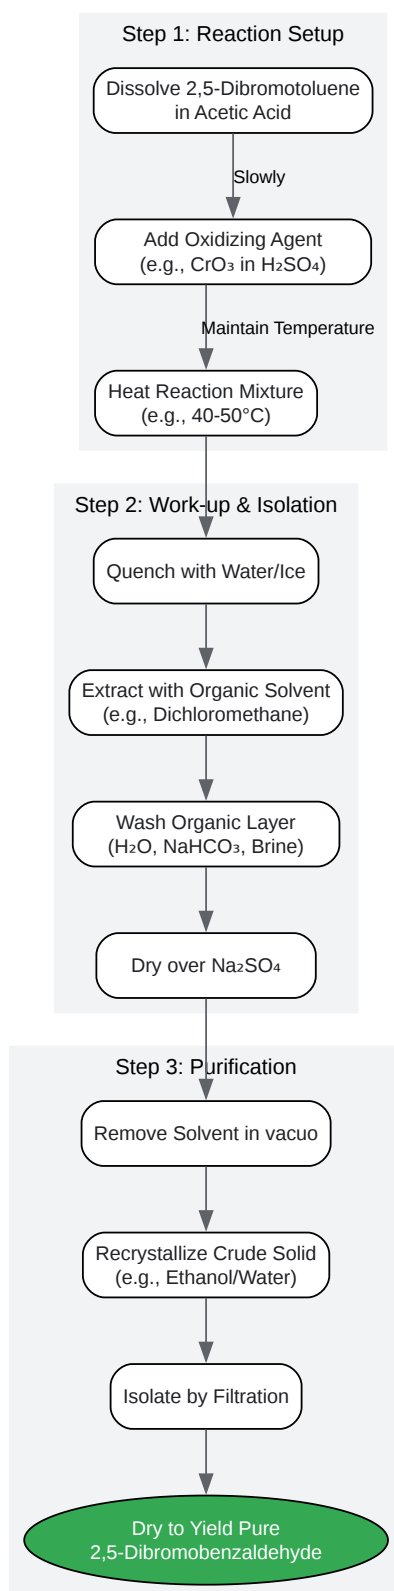 Step 1: Reaction Setup
Dissolve 2,5-Dibromotoluene
in Acetic Acid
Slowly
Add Oxidizing Agent
(e.g., CrO₃ in H₂SO₄)
Maintain Temperature
Heat Reaction Mixture
(e.g., 40-50°C)
Step 2: Work-up & Isolation
Quench with Water/Ice
Extract with Organic Solvent
(e.g., Dichloromethane)
Wash Organic Layer
(H₂O, NaHCO₃, Brine)
Dry over Na₂SO₄
Step 3: Purification
Remove Solvent in vacuo
Recrystallize Crude Solid
(e.g., Ethanol/Water)
Isolate by Filtration
Dry to Yield Pure
2,5-Dibromobenzaldehyde